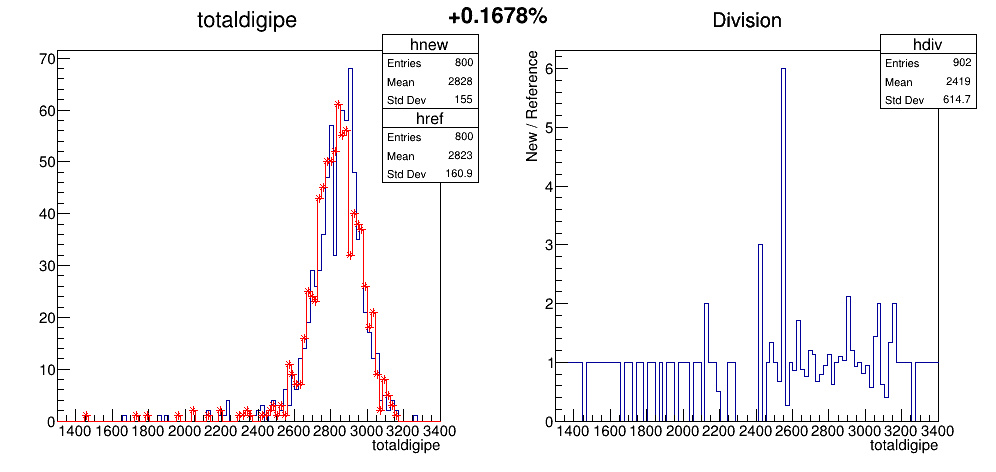 +0.1678%
totaldigipe
hnew
Entries 800
Mean 2828
Std Dev 155
href
Entries 800
Mean 2823
Std Dev 160.9
70
60
50
40
30
20
10
0
1400 1600 1800 2000 2200 2400 2600 2800 3000 3200 3400
totaldigipe
Division
hdiv
Entries 902
Mean 2419
Std Dev 614.7
New / Reference
6
5
4
3
2
1
0
1400 1600 1800 2000 2200 2400 2600 2800 3000 3200 3400
totaldigipe